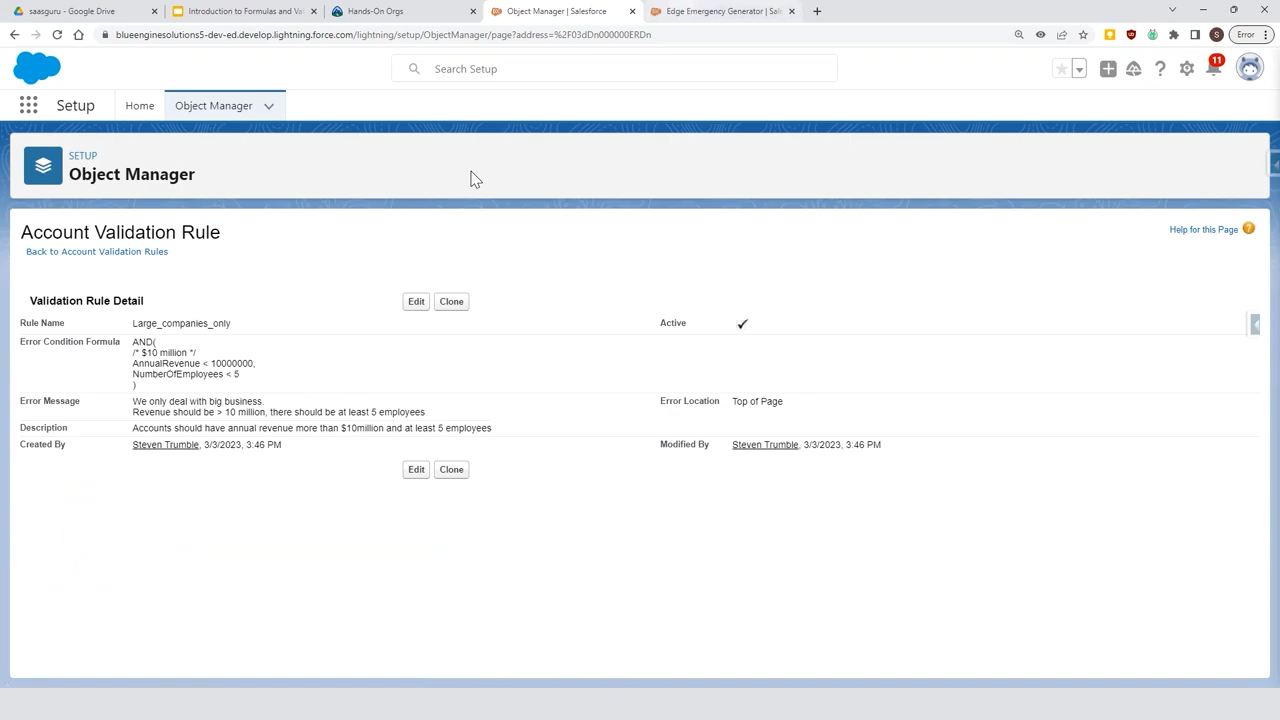 saasguru - Google Drive
Introduction to Formulas and Va
Hands-On Orgs
Object Manager | Salesforce
Edge Emergency Generator | Sal
blueenginesolutions5-dev-ed.develop.lightning.force.com/lightning/setup/ObjectManager/page?address=%2F03dDn000000ERDn
S
Error
Search Setup
11
Setup
Home
Object Manager
SETUP
Object Manager
Account Validation Rule
Back to Account Validation Rules
Help for this Page
Validation Rule Detail
Edit
Clone
Rule Name
Large_companies_only
Active
Error Condition Formula
AND(
/* $10 million */
AnnualRevenue < 10000000,
NumberOfEmployees < 5
)
Error Message
We only deal with big business.
Revenue should be > 10 million, there should be at least 5 employees
Error Location
Top of Page
Description
Accounts should have annual revenue more than $10million and at least 5 employees
Created By
Steven Trumble, 3/3/2023, 3:46 PM
Modified By
Steven Trumble, 3/3/2023, 3:46 PM
Edit
Clone